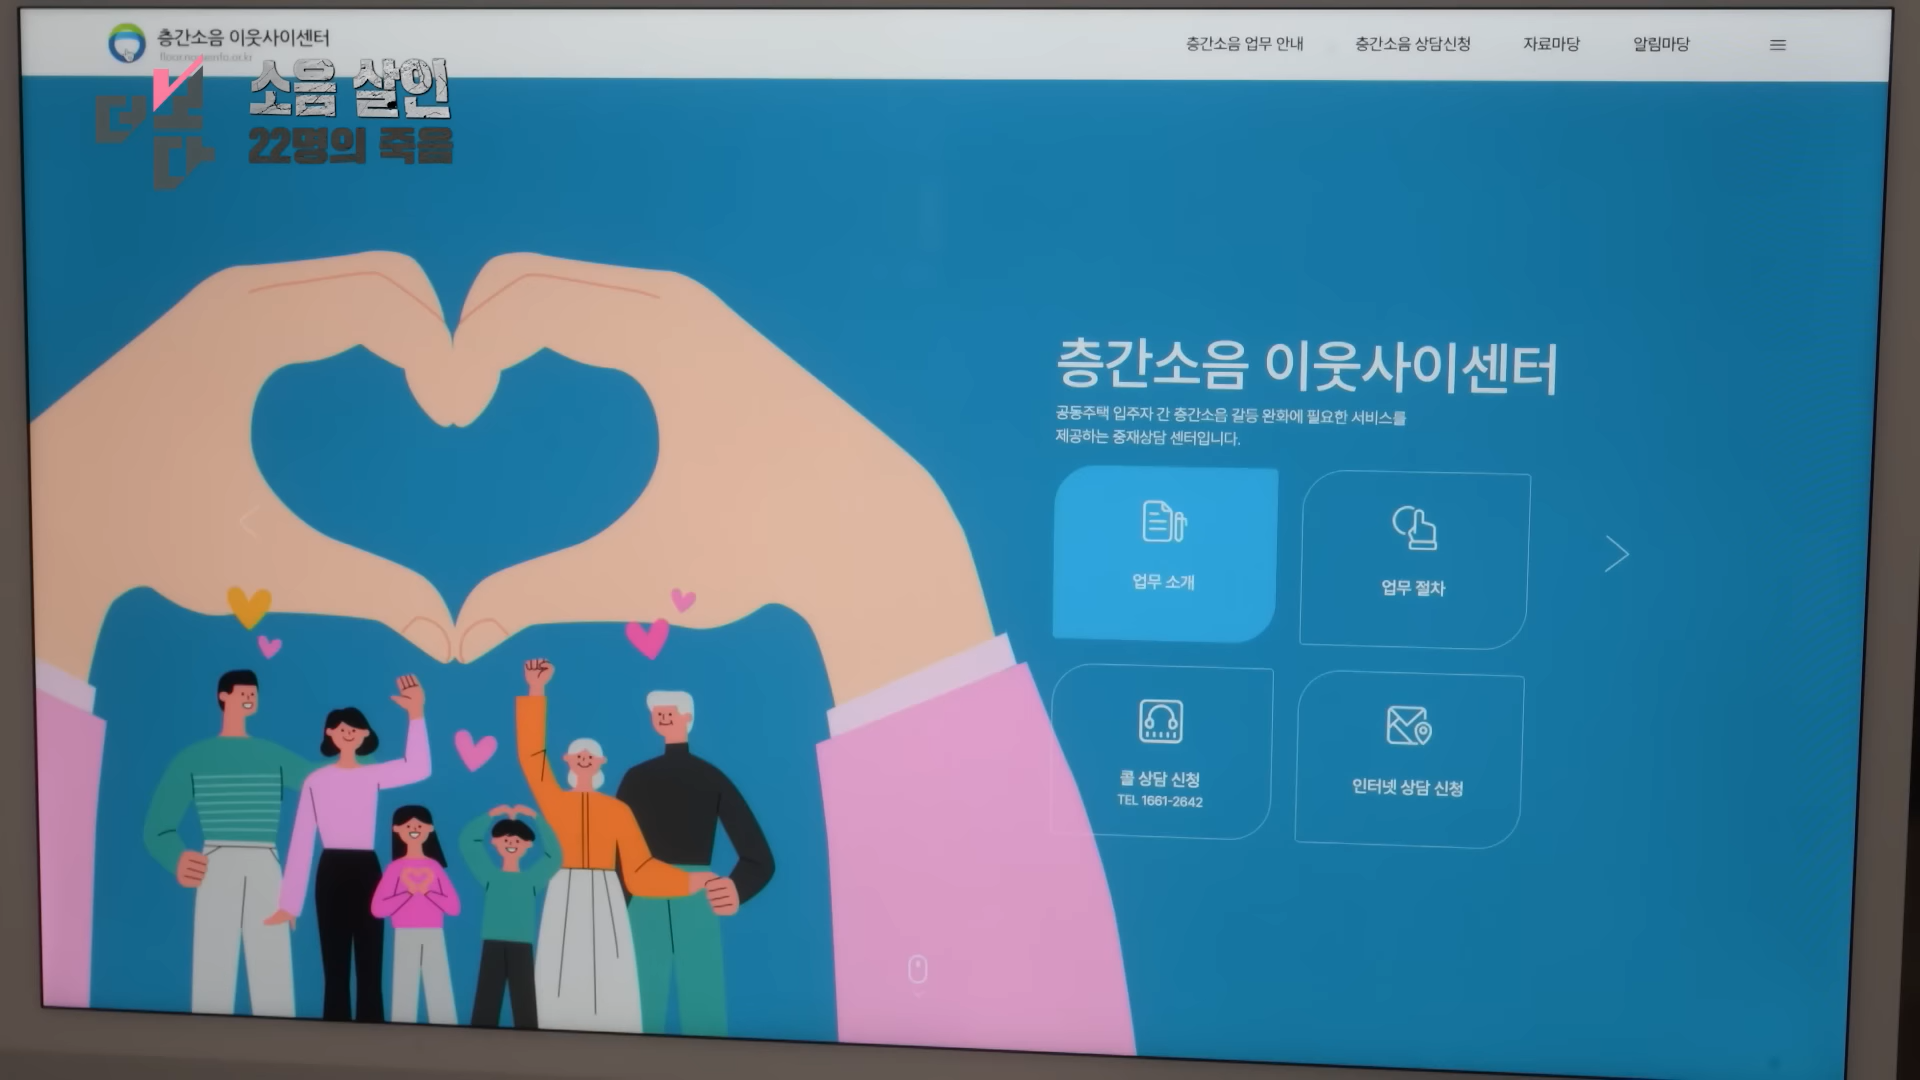 층간소음 이웃사이센터
층간소음 업무 안내
층간소음 상담신청
자료마당
알림마당
더 보다
소음 살인
22명의 죽음
층간소음 이웃사이센터
공동주택 입주자 간 층간소음 갈등 완화에 필요한 서비스를
제공하는 중재상담 센터입니다.
업무 소개
업무 절차
콜 상담 신청
TEL 1661-2642
인터넷 상담 신청